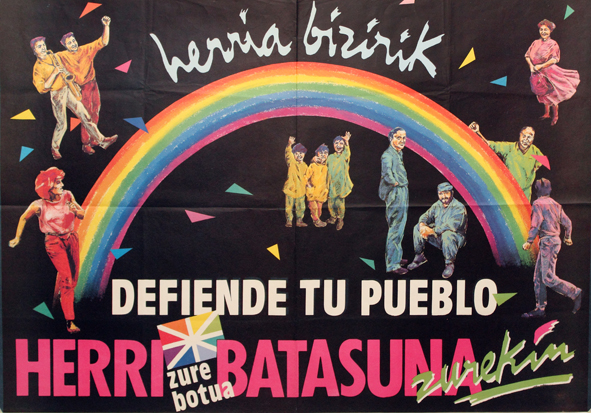 herria bizirik
DEFIENDE TU PUEBLO
HERRI BATASUNA
zure
botua
zurekin